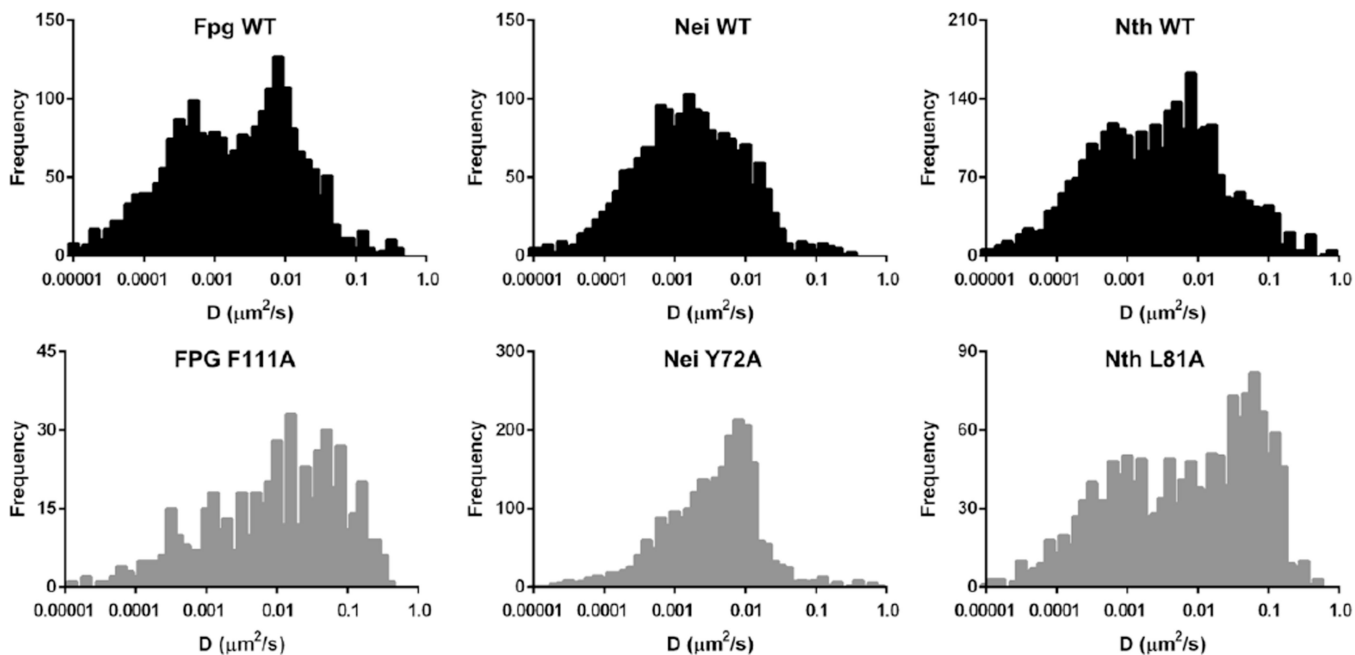 Fpg WT
150
100
50
0
Frequency
0.00001 0.0001 0.001 0.01 0.1 1.0
D (μm²/s)
Nei WT
150
100
50
0
Frequency
0.00001 0.0001 0.001 0.01 0.1 1.0
D (μm²/s)
Nth WT
210
140
70
0
Frequency
0.00001 0.0001 0.001 0.01 0.1 1.0
D (μm²/s)
FPG F111A
45
30
15
0
Frequency
0.00001 0.0001 0.001 0.01 0.1 1.0
D (μm²/s)
Nei Y72A
300
200
100
0
Frequency
0.00001 0.0001 0.001 0.01 0.1 1.0
D (μm²/s)
Nth L81A
90
60
30
0
Frequency
0.00001 0.0001 0.001 0.01 0.1 1.0
D (μm²/s)